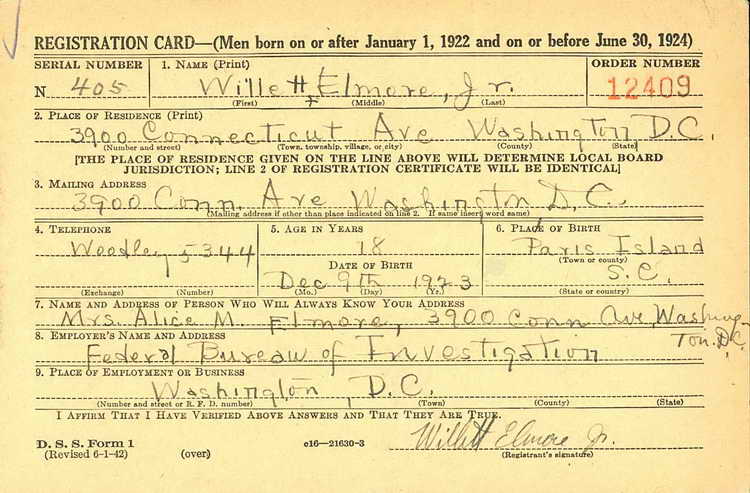 REGISTRATION CARD—(Men born on or after January 1, 1922 and on or before June 30, 1924)
SERIAL NUMBER 1. NAME (Print) ORDER NUMBER
N 405 Willett Elmore, Jr. 12409
(First) (Middle) (Last)
2. PLACE OF RESIDENCE (Print)
3900 Connecticut Ave Washington, D.C.
(Number and street) (Town, township, village, or city) (County) (State)
[THE PLACE OF RESIDENCE GIVEN ON THE LINE ABOVE WILL DETERMINE LOCAL BOARD
JURISDICTION; LINE 2 OF REGISTRATION CERTIFICATE WILL BE IDENTICAL]
3. MAILING ADDRESS
3900 Conn. Ave Washington D.C.
(Mailing address if other than place indicated on line 2. If same insert word same)
4. TELEPHONE 5. AGE IN YEARS 6. PLACE OF BIRTH
Woodley 5344 18 Paris Island
(Town or county)
DATE OF BIRTH
Dec 9th 1923 S.C.
(Exchange) (Number) (Mo.) (Day) (Yr.) (State or country)
7. NAME AND ADDRESS OF PERSON WHO WILL ALWAYS KNOW YOUR ADDRESS
Mrs. Alice M. Elmore, 3900 Conn Ave, Washing-
ton. D.C.
8. EMPLOYER'S NAME AND ADDRESS
Federal Bureau of Investigation
9. PLACE OF EMPLOYMENT OR BUSINESS
Washington, D.C.
(Number and street or R. F. D. number) (Town) (County) (State)
I AFFIRM THAT I HAVE VERIFIED ABOVE ANSWERS AND THAT THEY ARE TRUE.
D. S. S. Form 1
(Revised 6-1-42) (over) c16—21630-3 Willett Elmore Jr.
(Registrant's signature)